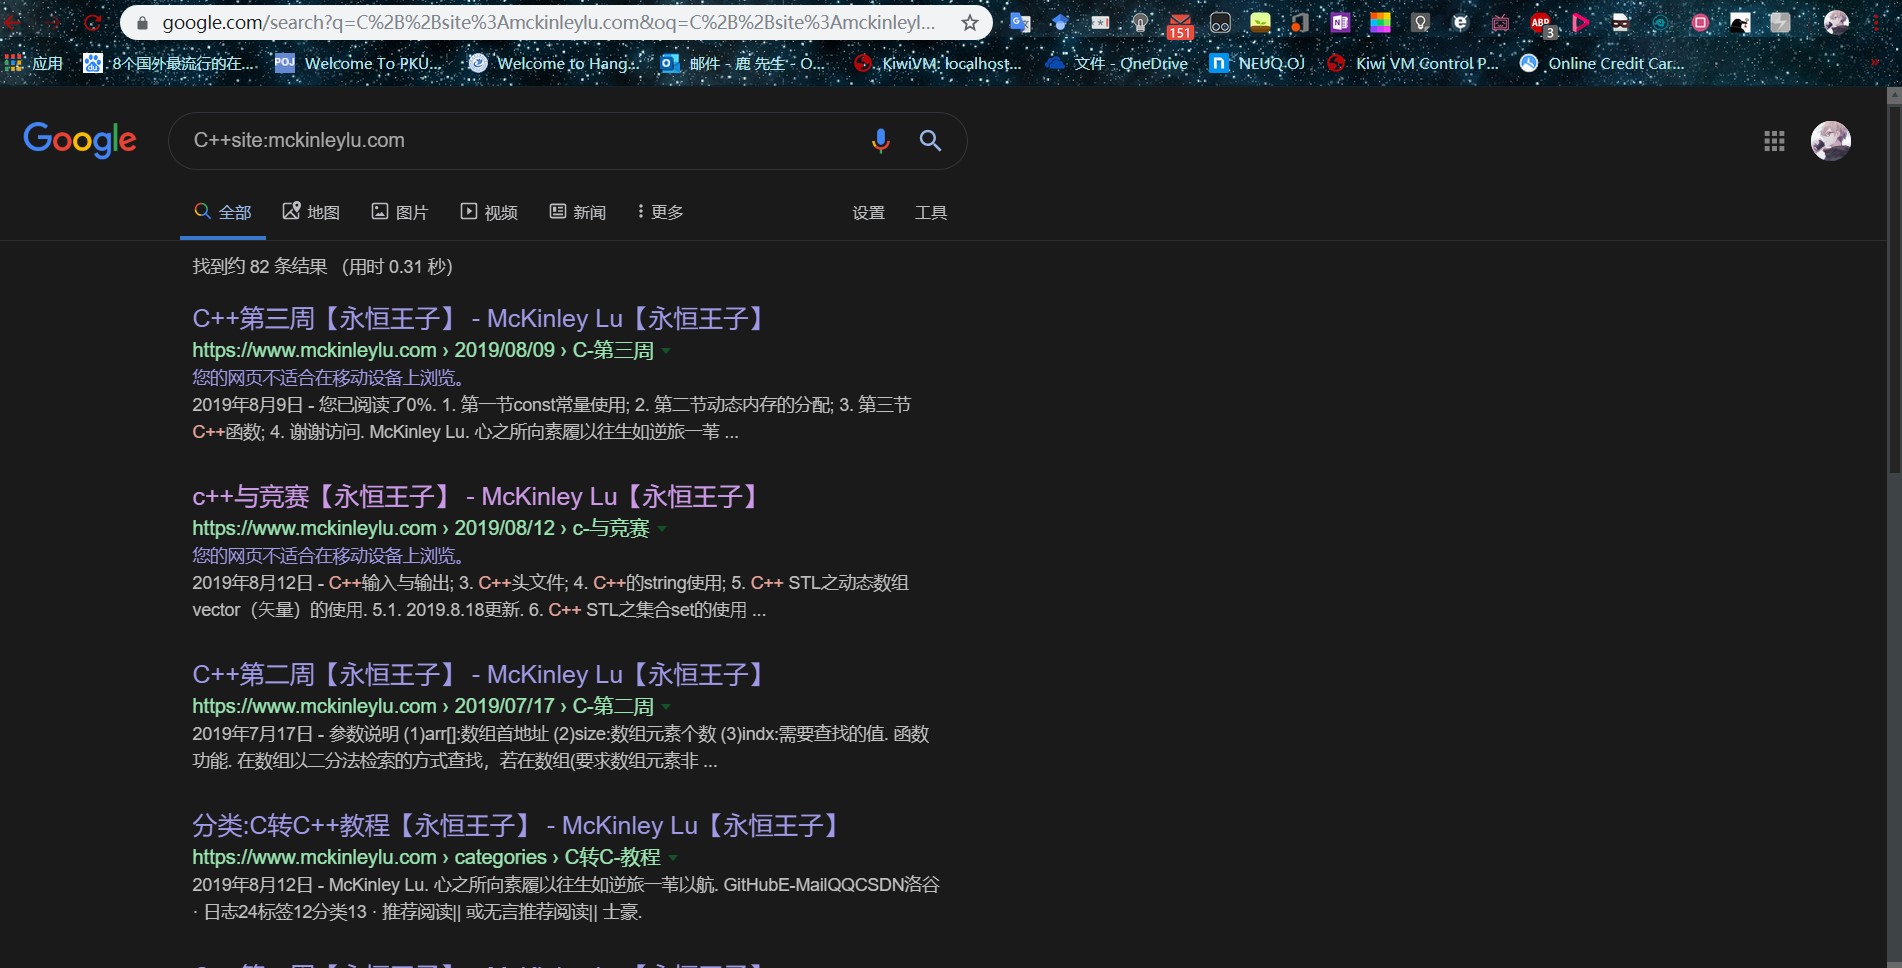 google.com/search?q=C%2B%2Bsite%3Amckinleylu.com&oq=C%2B%2Bsite%3Amckinleyl...
151
ABP
3
应用
8个国外最流行的在...
POJ
Welcome To PKU...
Welcome to Hang...
邮件 - 鹿 先生 - O...
KiwiVM: localhost...
文件 - OneDrive
NEUQ OJ
Kiwi VM Control P...
Online Credit Car...
Google
C++site:mckinleylu.com
全部
地图
图片
视频
新闻
更多
设置
工具
找到约 82 条结果 （用时 0.31 秒）
C++第三周【永恒王子】 - McKinley Lu【永恒王子】
https://www.mckinleylu.com › 2019/08/09 › C-第三周
您的网页不适合在移动设备上浏览。
2019年8月9日 - 您已阅读了0%. 1. 第一节const常量使用; 2. 第二节动态内存的分配; 3. 第三节
C++函数; 4. 谢谢访问. McKinley Lu. 心之所向素履以往生如逆旅一苇 ...
c++与竞赛【永恒王子】 - McKinley Lu【永恒王子】
https://www.mckinleylu.com › 2019/08/12 › c-与竞赛
您的网页不适合在移动设备上浏览。
2019年8月12日 - C++输入与输出; 3. C++头文件; 4. C++的string使用; 5. C++ STL之动态数组
vector（矢量）的使用. 5.1. 2019.8.18更新. 6. C++ STL之集合set的使用 ...
C++第二周【永恒王子】 - McKinley Lu【永恒王子】
https://www.mckinleylu.com › 2019/07/17 › C-第二周
2019年7月17日 - 参数说明 (1)arr[]:数组首地址 (2)size:数组元素个数 (3)indx:需要查找的值. 函数
功能. 在数组以二分法检索的方式查找，若在数组(要求数组元素非 ...
分类:C转C++教程【永恒王子】 - McKinley Lu【永恒王子】
https://www.mckinleylu.com › categories › C转C-教程
2019年8月12日 - McKinley Lu. 心之所向素履以往生如逆旅一苇以航. GitHubE-MailQQCSDN洛谷
· 日志24标签12分类13 · 推荐阅读|| 或无言推荐阅读|| 士豪.